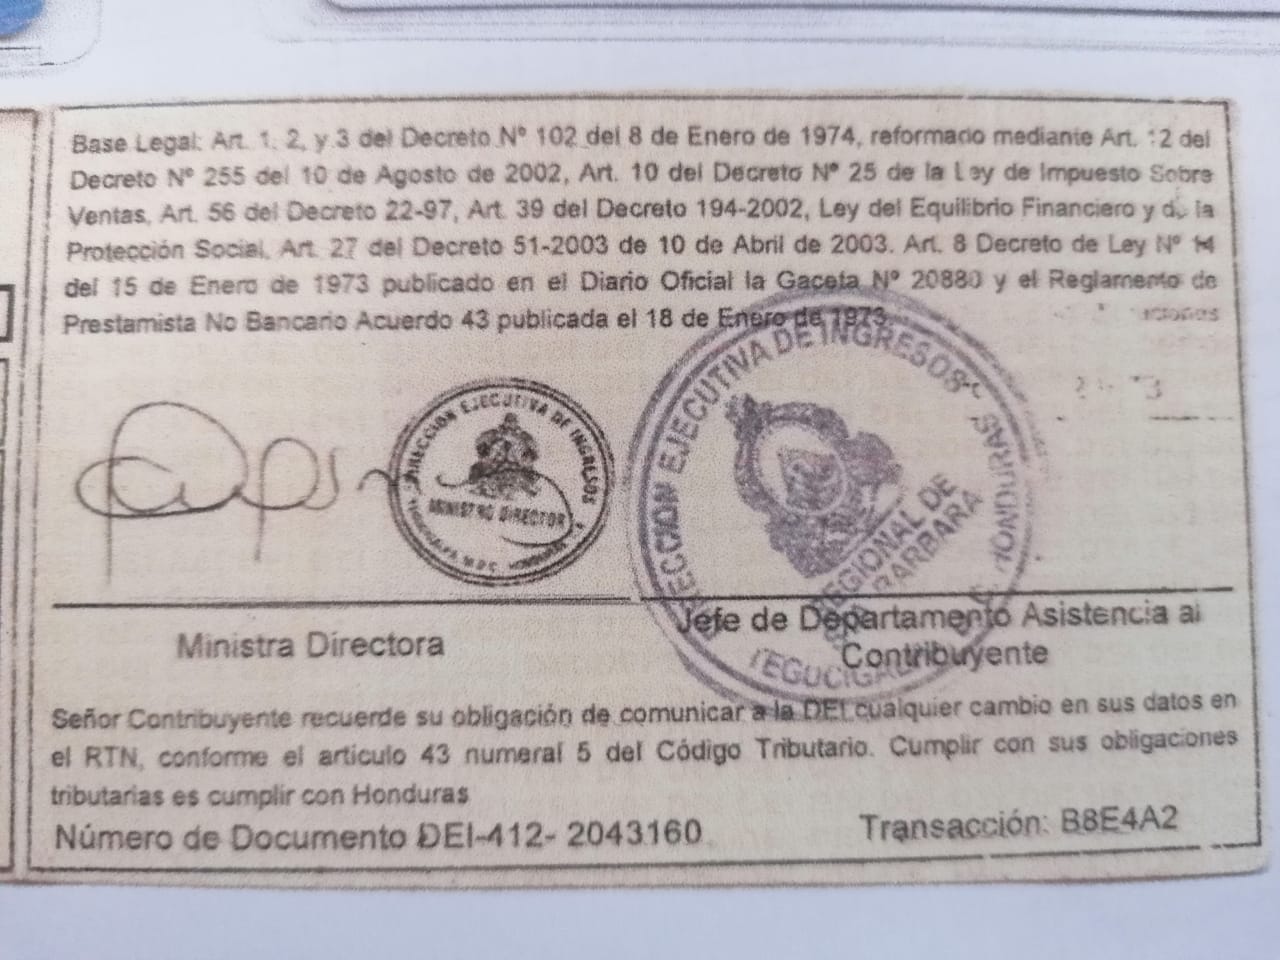 Base Legal: Art. 1, 2, y 3 del Decreto Nº 102 del 8 de Enero de 1974, reformado mediante Art. 12 del
Decreto Nº 255 del 10 de Agosto de 2002, Art. 10 del Decreto Nº 25 de la Ley de Impuesto Sobre
Ventas, Art. 56 del Decreto 22-97, Art. 39 del Decreto 194-2002, Ley del Equilibrio Financiero y de la
Protección Social, Art. 27 del Decreto 51-2003 de 10 de Abril de 2003. Art. 8 Decreto de Ley Nº 14
del 15 de Enero de 1973 publicado en el Diario Oficial la Gaceta Nº 20880 y el Reglamento de
Prestamista No Bancario Acuerdo 43 publicada el 18 de Enero de 1973
DIRECCION EJECUTIVA DE INGRESOS
MINISTRO DIRECTOR
TEGUCIGALPA, M.D.C. HONDURAS
DIRECCION EJECUTIVA DE INGRESOS
REGIONAL DE
BARBARA
HONDURAS
Ministra Directora
Jefe de Departamento Asistencia al
Contribuyente
Señor Contribuyente recuerde su obligación de comunicar a la DEI cualquier cambio en sus datos en
el RTN, conforme el articulo 43 numeral 5 del Código Tributario. Cumplir con sus obligaciones
tributarias es cumplir con Honduras
Número de Documento DEI-412- 2043160
Transacción: B8E4A2